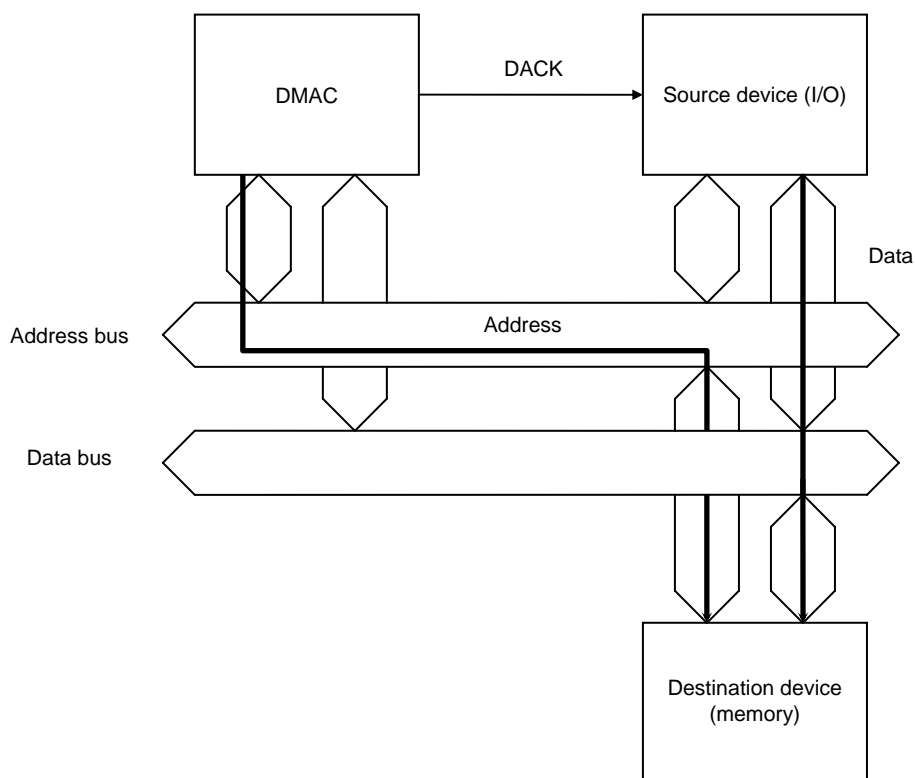 DACK
DMAC
Source device (I/O)
Data
Address bus
Address
Data bus
Destination device
(memory)